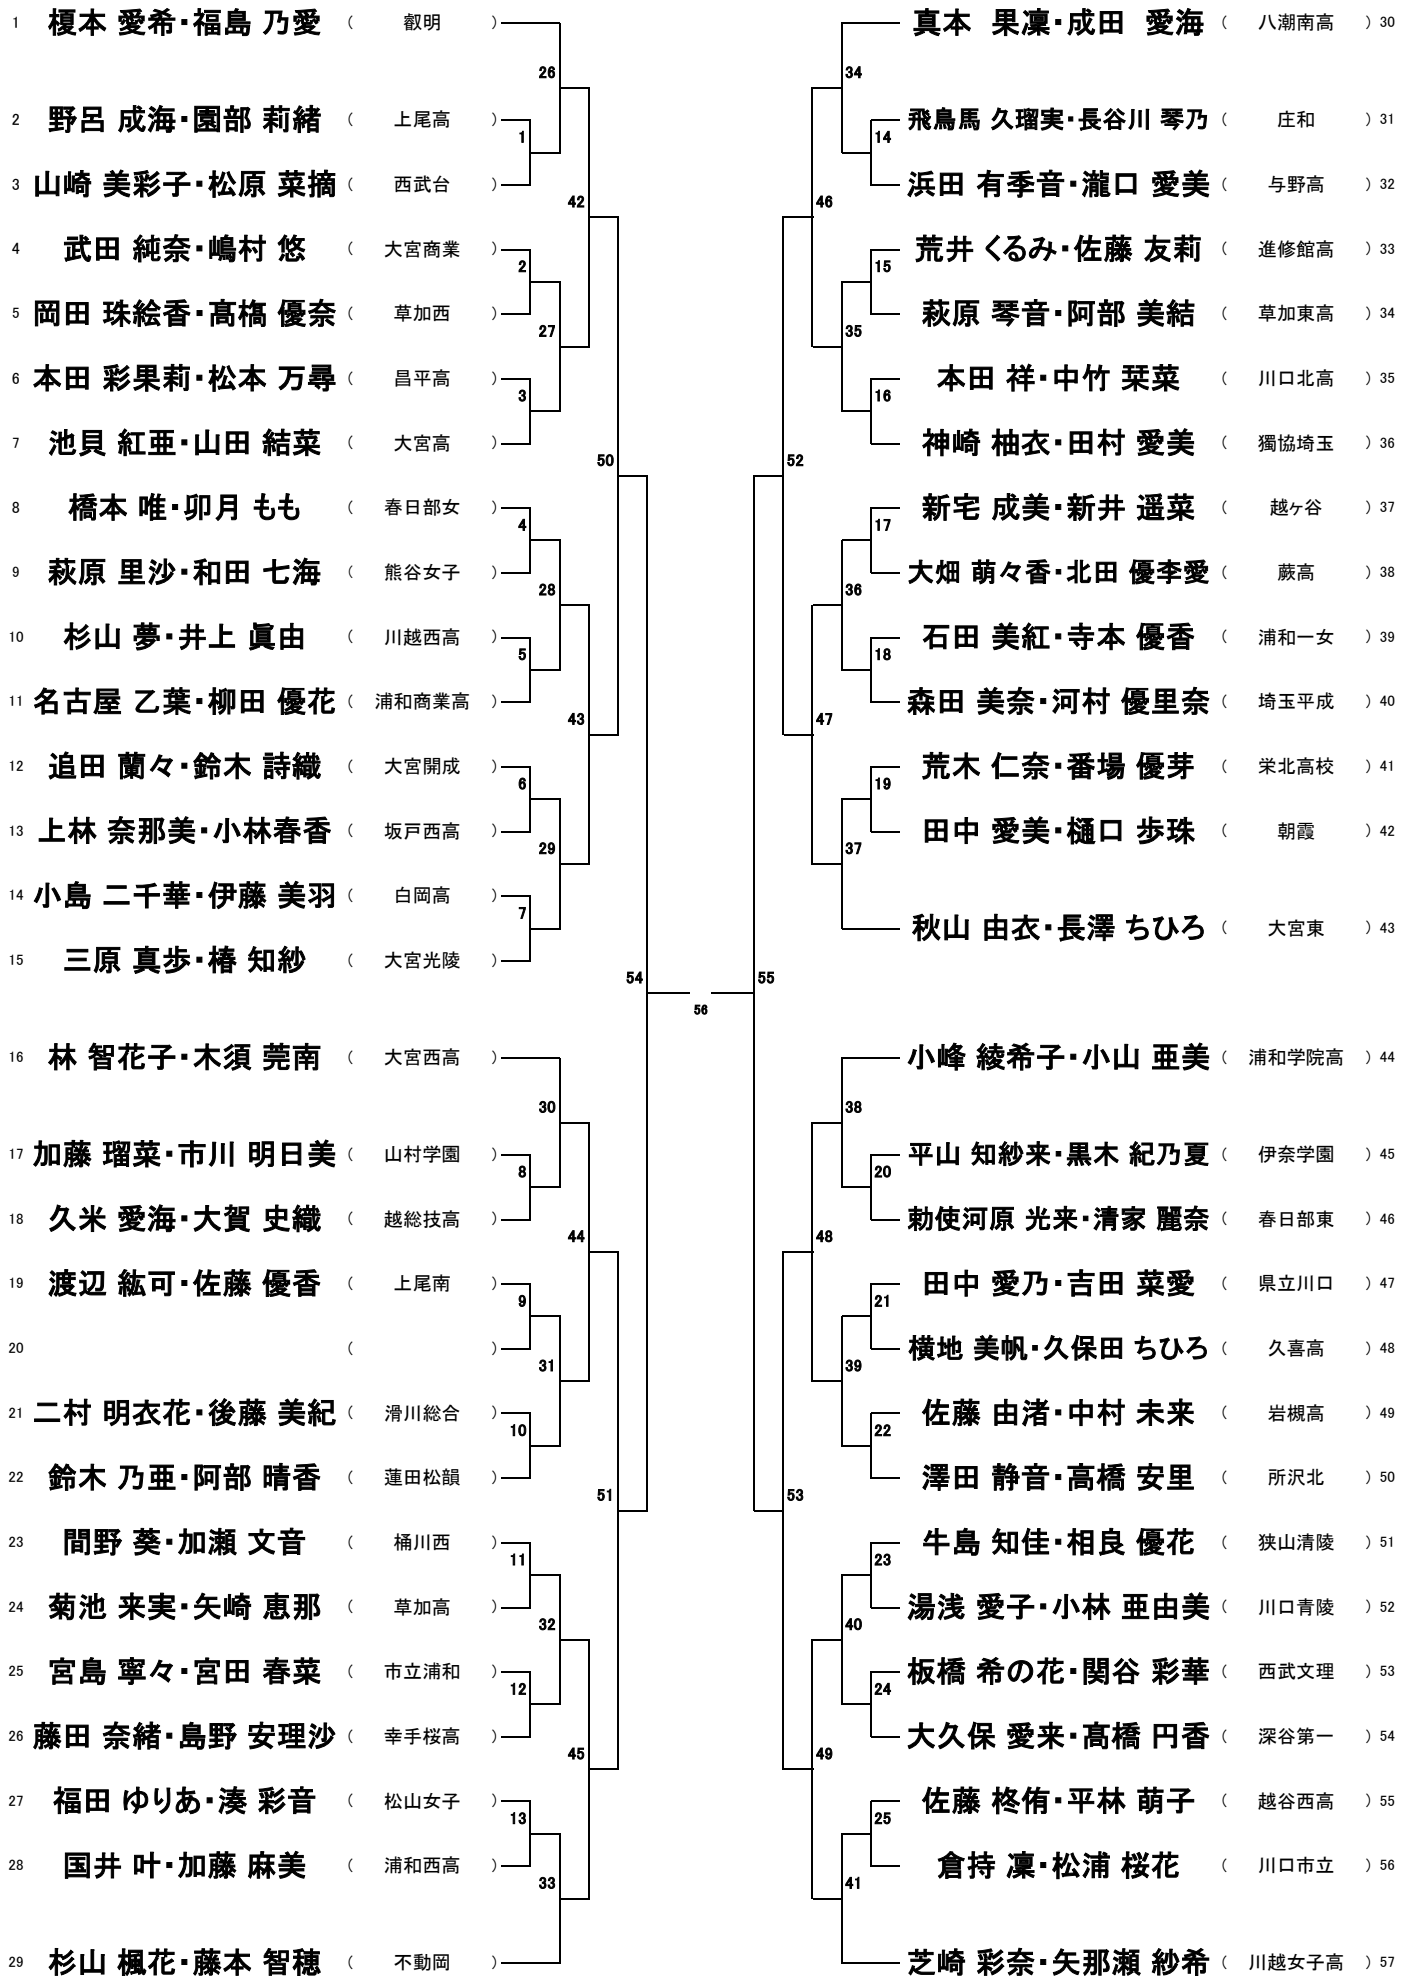 1 榎本 愛希・福島 乃愛 （ 叡明 ）
26
2 野呂 成海・園部 莉緒 （ 上尾高 ）
1
3 山崎 美彩子・松原 菜摘 （ 西武台 ）
42
4 武田 純奈・嶋村 悠 （ 大宮商業 ）
2
5 岡田 珠絵香・髙槗 優奈 （ 草加西 ）
27
6 本田 彩果莉・松本 万尋 （ 昌平高 ）
3
7 池貝 紅亜・山田 結菜 （ 大宮高 ）
50
8 橋本 唯・卯月 もも （ 春日部女 ）
4
9 萩原 里沙・和田 七海 （ 熊谷女子 ）
28
10 杉山 夢・井上 眞由 （ 川越西高 ）
5
11 名古屋 乙葉・柳田 優花 （ 浦和商業高 ）
43
12 追田 蘭々・鈴木 詩織 （ 大宮開成 ）
6
13 上林 奈那美・小林春香 （ 坂戸西高 ）
29
14 小島 二千華・伊藤 美羽 （ 白岡高 ）
7
15 三原 真歩・椿 知紗 （ 大宮光陵 ）
54
16 林 智花子・木須 莞南 （ 大宮西高 ）
30
17 加藤 瑠菜・市川 明日美 （ 山村学園 ）
8
18 久米 愛海・大賀 史織 （ 越総技高 ）
44
19 渡辺 紘可・佐藤 優香 （ 上尾南 ）
9
20 （ ）
31
21 二村 明衣花・後藤 美紀 （ 滑川総合 ）
10
22 鈴木 乃亜・阿部 晴香 （ 蓮田松韻 ）
51
23 間野 葵・加瀬 文音 （ 桶川西 ）
11
24 菊池 来実・矢崎 恵那 （ 草加高 ）
32
25 宮島 寧々・宮田 春菜 （ 市立浦和 ）
12
26 藤田 奈緒・島野 安理沙 （ 幸手桜高 ）
45
27 福田 ゆりあ・湊 彩音 （ 松山女子 ）
13
28 国井 叶・加藤 麻美 （ 浦和西高 ）
33
29 杉山 楓花・藤本 智穂 （ 不動岡 ）
56
真本 果凜・成田 愛海 （ 八潮南高 ） 30
34
飛鳥馬 久瑠実・長谷川 琴乃 （ 庄和 ） 31
14
浜田 有季音・瀧口 愛美 （ 与野高 ） 32
46
荒井 くるみ・佐藤 友莉 （ 進修館高 ） 33
15
萩原 琴音・阿部 美結 （ 草加東高 ） 34
35
本田 祥・中竹 栞菜 （ 川口北高 ） 35
16
神崎 柚衣・田村 愛美 （ 獨協埼玉 ） 36
52
新宅 成美・新井 遥菜 （ 越ヶ谷 ） 37
17
大畑 萌々香・北田 優李愛 （ 蕨高 ） 38
36
石田 美紅・寺本 優香 （ 浦和一女 ） 39
18
森田 美奈・河村 優里奈 （ 埼玉平成 ） 40
47
荒木 仁奈・番場 優芽 （ 栄北高校 ） 41
19
田中 愛美・樋口 歩珠 （ 朝霞 ） 42
37
秋山 由衣・長澤 ちひろ （ 大宮東 ） 43
55
小峰 綾希子・小山 亜美 （ 浦和学院高 ） 44
38
平山 知紗来・黒木 紀乃夏 （ 伊奈学園 ） 45
20
勅使河原 光来・清家 麗奈 （ 春日部東 ） 46
48
田中 愛乃・吉田 菜愛 （ 県立川口 ） 47
21
横地 美帆・久保田 ちひろ （ 久喜高 ） 48
39
佐藤 由渚・中村 未来 （ 岩槻高 ） 49
22
澤田 静音・高橋 安里 （ 所沢北 ） 50
53
牛島 知佳・相良 優花 （ 狭山清陵 ） 51
23
湯浅 愛子・小林 亜由美 （ 川口青陵 ） 52
40
板橋 希の花・関谷 彩華 （ 西武文理 ） 53
24
大久保 愛来・髙橋 円香 （ 深谷第一 ） 54
49
佐藤 柊侑・平林 萌子 （ 越谷西高 ） 55
25
倉持 凜・松浦 桜花 （ 川口市立 ） 56
41
芝崎 彩奈・矢那瀬 紗希 （ 川越女子高 ） 57